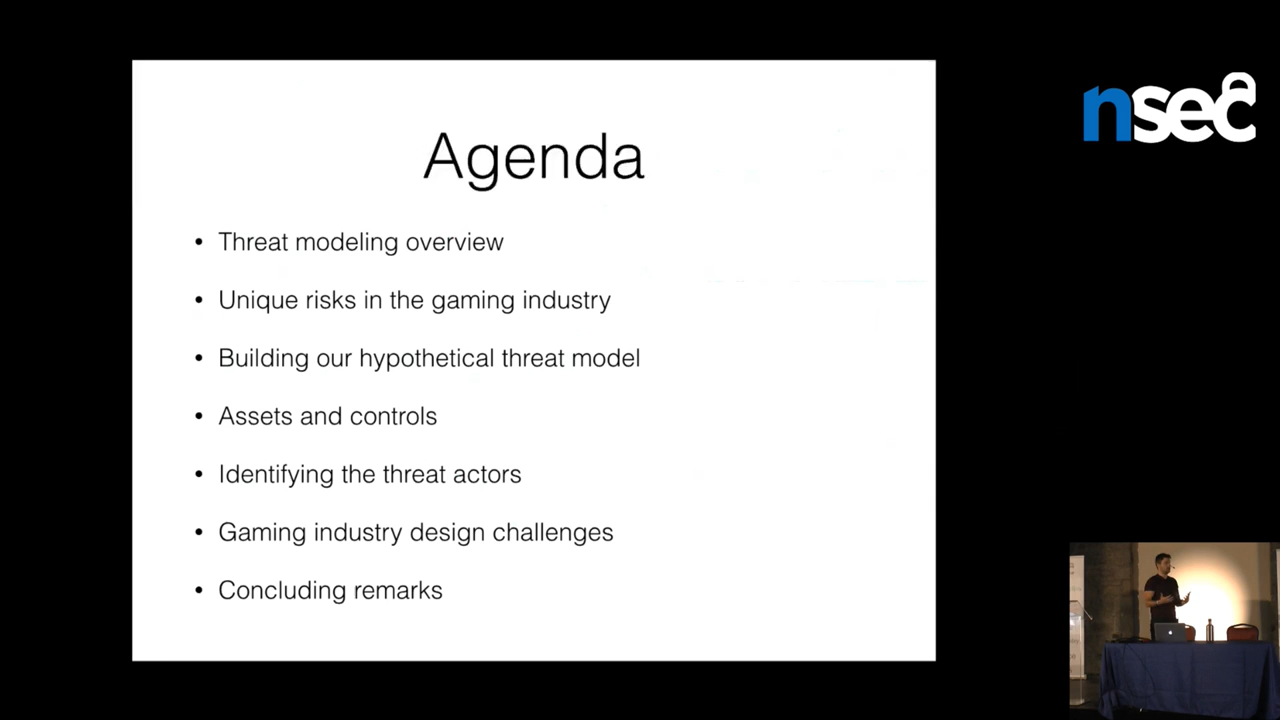 Agenda
• Threat modeling overview
• Unique risks in the gaming industry
• Building our hypothetical threat model
• Assets and controls
• Identifying the threat actors
• Gaming industry design challenges
• Concluding remarks
nsec